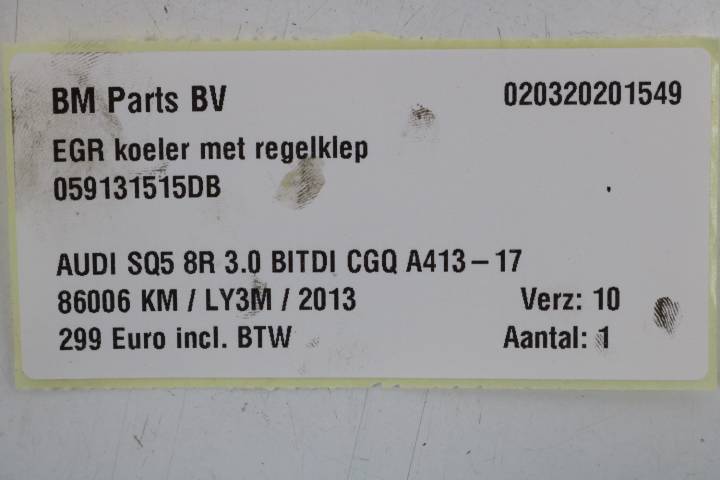 BM Parts BV 020320201549
EGR koeler met regelklep
059131515DB
AUDI SQ5 8R 3.0 BITDI CGQ A413-17
86006 KM / LY3M / 2013 Verz: 10
299 Euro incl. BTW Aantal: 1